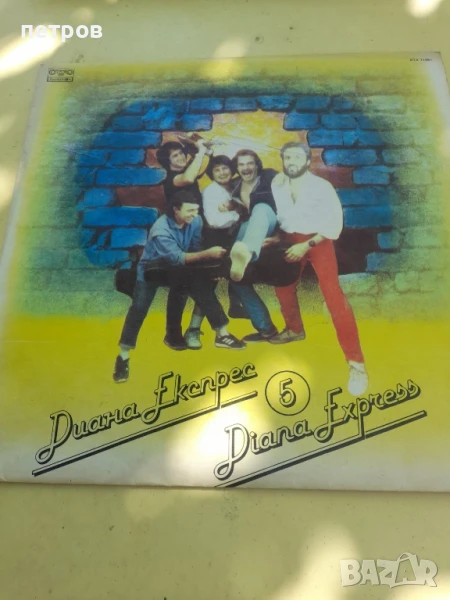 петров
Диана Експрес
5
Diana Express
BAZAR